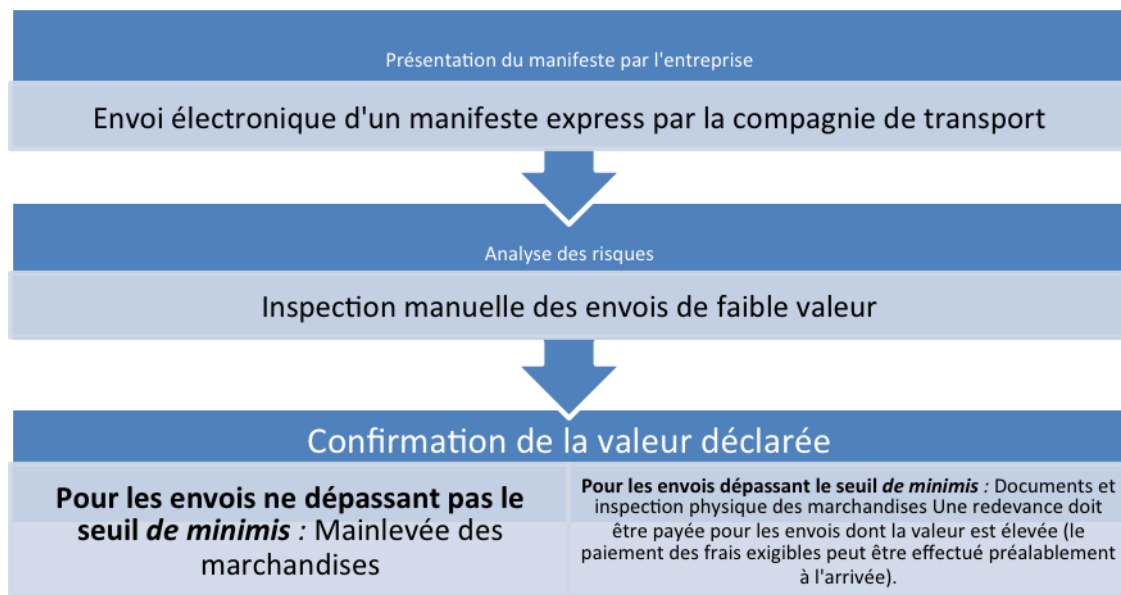 Présentation du manifeste par l'entreprise
Envoi électronique d'un manifeste express par la compagnie de transport
Analyse des risques
Inspection manuelle des envois de faible valeur
Confirmation de la valeur déclarée
Pour les envois ne dépassant pas le
seuil de minimis : Mainlevée des
marchandises
Pour les envois dépassant le seuil de minimis : Documents et
inspection physique des marchandises Une redevance doit
être payée pour les envois dont la valeur est élevée (le
paiement des frais exigibles peut être effectué préalablement
à l'arrivée).